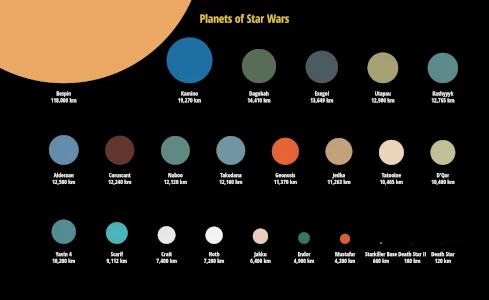 Planets of Star Wars
Bespin
118,000 km
Kamino
19,270 km
Dagobah
14,410 km
Exegol
13,649 km
Utapau
12,900 km
Kashyyyk
12,765 km
Alderaan
12,500 km
Coruscant
12,240 km
Naboo
12,120 km
Takodana
12,100 km
Geonosis
11,370 km
Jedha
11,263 km
Tatooine
10,465 km
D'Qar
10,400 km
Yavin 4
10,200 km
Scarif
9,112 km
Crait
7,400 km
Hoth
7,200 km
Jakku
6,400 km
Endor
4,900 km
Mustafar
4,200 km
Starkiller Base
660 km
Death Star II
160 km
Death Star
120 km